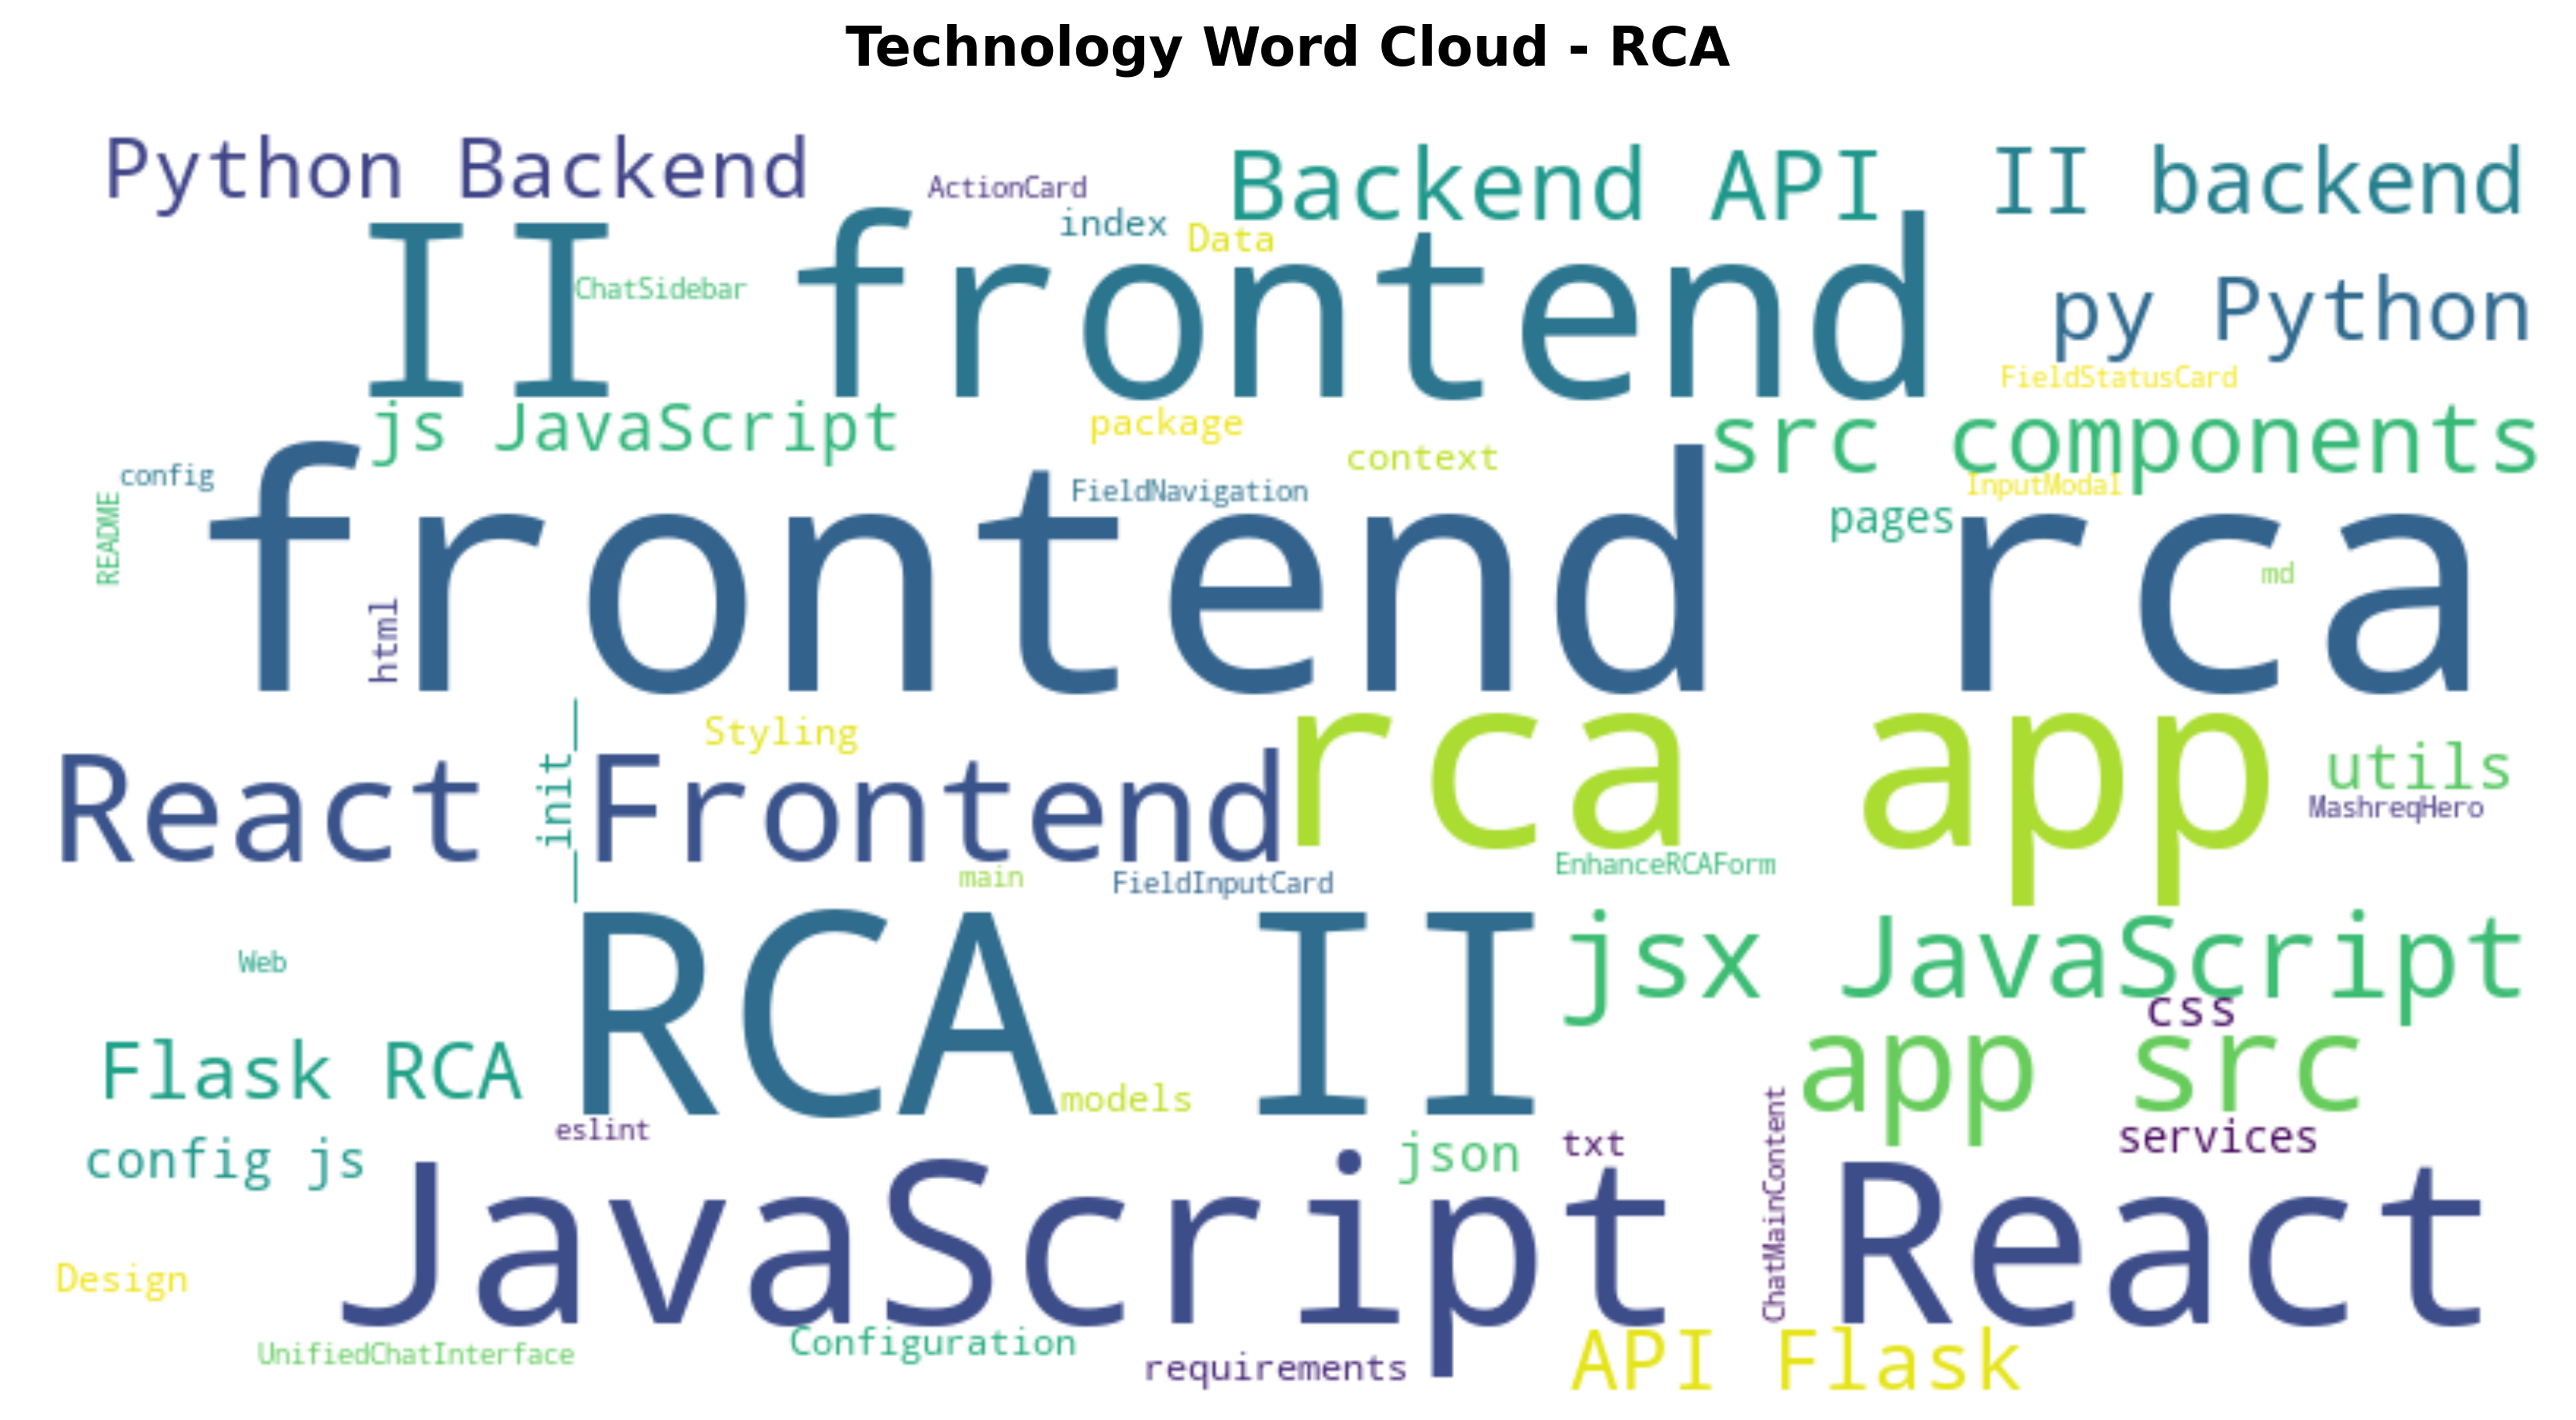 Technology Word Cloud - RCA
Python Backend
ActionCard
Backend API
II backend
index
Data
II frontend
ChatSidebar
py Python
FieldStatusCard
js JavaScript
package
context
src components
config
FieldNavigation
InputModal
README
pages
frontend rca
md
html
Styling
React Frontend
__init__
rca app
utils
MashreqHero
main
FieldInputCard
EnhanceRCAForm
Web
RCA II
jsx JavaScript
css
Flask RCA
models
app src
eslint
config js
json
txt
services
ChatMainContent
JavaScript
React
Design
UnifiedChatInterface
Configuration
requirements
API Flask